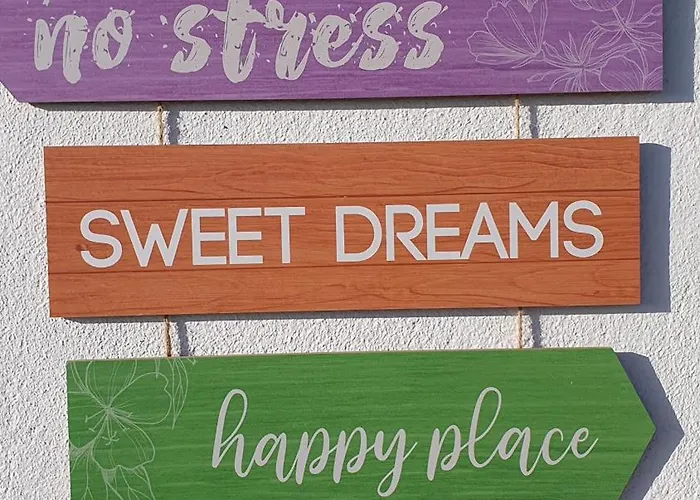 no stress
SWEET DREAMS
happy place